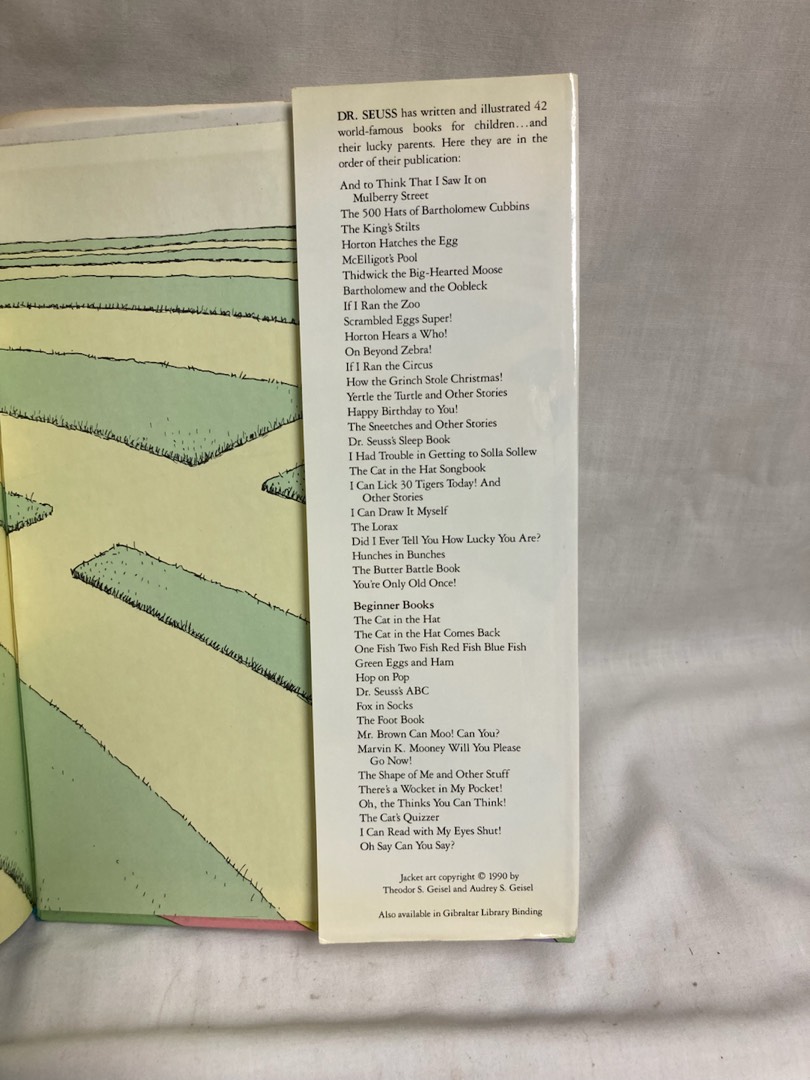 DR. SEUSS has written and illustrated 42
world-famous books for children...and
their lucky parents. Here they are in the
order of their publication:
And to Think That I Saw It on
Mulberry Street
The 500 Hats of Bartholomew Cubbins
The King's Stilts
Horton Hatches the Egg
McElligot's Pool
Thidwick the Big-Hearted Moose
Bartholomew and the Oobleck
If I Ran the Zoo
Scrambled Eggs Super!
Horton Hears a Who!
On Beyond Zebra!
If I Ran the Circus
How the Grinch Stole Christmas!
Yertle the Turtle and Other Stories
Happy Birthday to You!
The Sneetches and Other Stories
Dr. Seuss's Sleep Book
I Had Trouble in Getting to Solla Sollew
The Cat in the Hat Songbook
I Can Lick 30 Tigers Today! And
Other Stories
I Can Draw It Myself
The Lorax
Did I Ever Tell You How Lucky You Are?
Hunches in Bunches
The Butter Battle Book
You're Only Old Once!
Beginner Books
The Cat in the Hat
The Cat in the Hat Comes Back
One Fish Two Fish Red Fish Blue Fish
Green Eggs and Ham
Hop on Pop
Dr. Seuss's ABC
Fox in Socks
The Foot Book
Mr. Brown Can Moo! Can You?
Marvin K. Mooney Will You Please
Go Now!
The Shape of Me and Other Stuff
There's a Wocket in My Pocket!
Oh, the Thinks You Can Think!
The Cat's Quizzer
I Can Read with My Eyes Shut!
Oh Say Can You Say?
Jacket art copyright © 1990 by
Theodor S. Geisel and Audrey S. Geisel
Also available in Gibraltar Library Binding